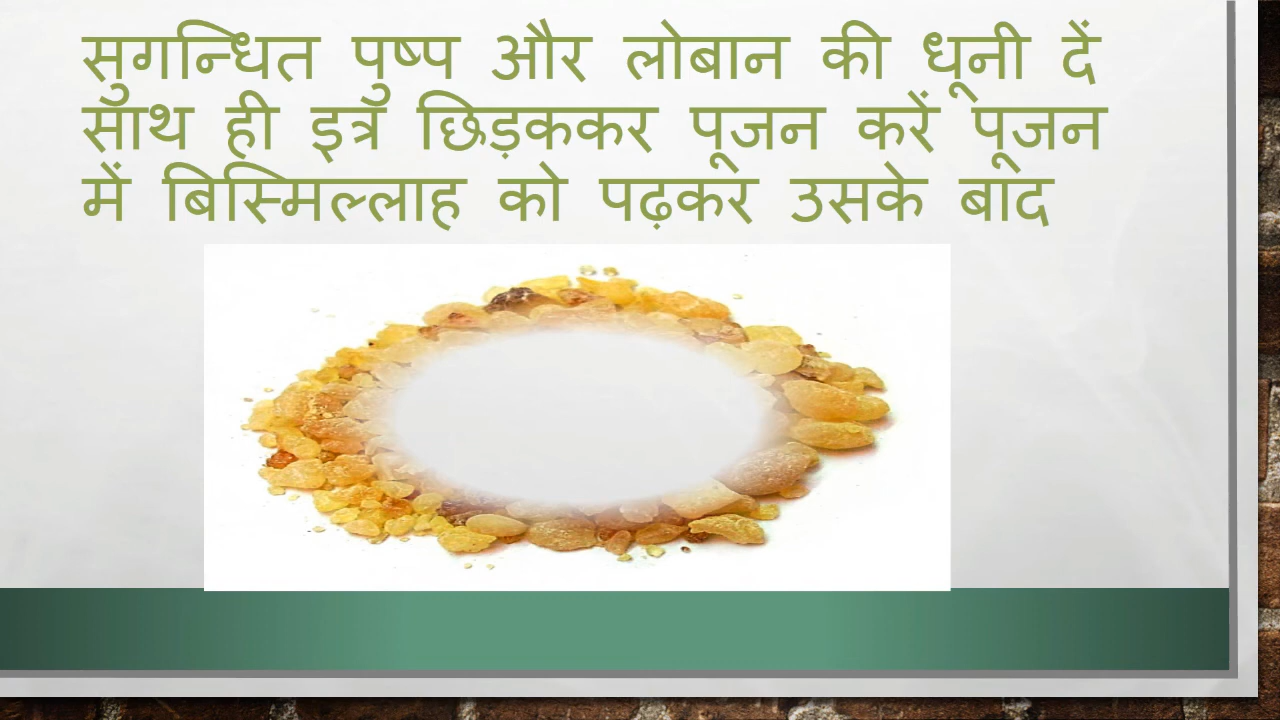 सुगन्धित पुष्प और लोबान की धूनी दें
साथ ही इत्र छिड़ककर पूजन करें पूजन
में बिस्मिल्लाह को पढ़कर उसके बाद